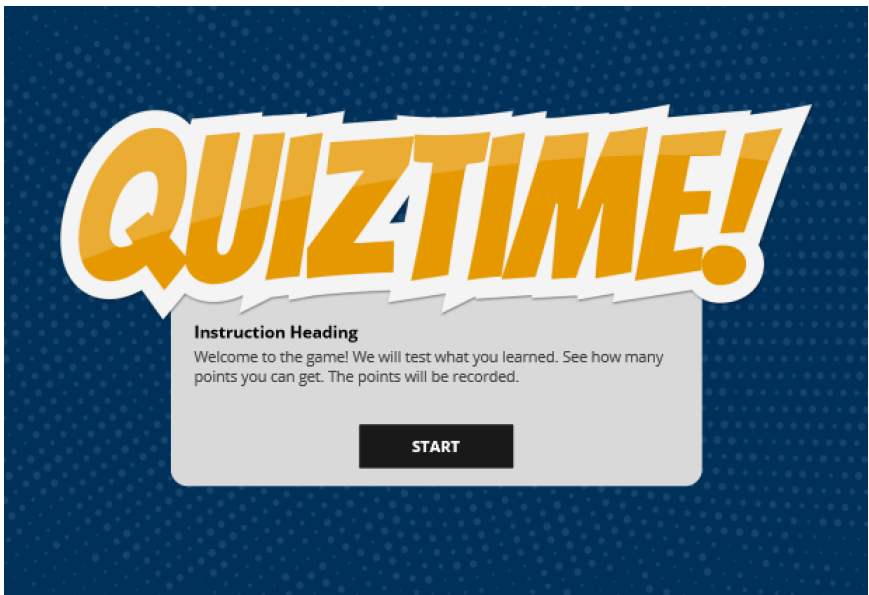 QUIZTIME!
Instruction Heading
Welcome to the game! We will test what you learned. See how many
points you can get. The points will be recorded.
START